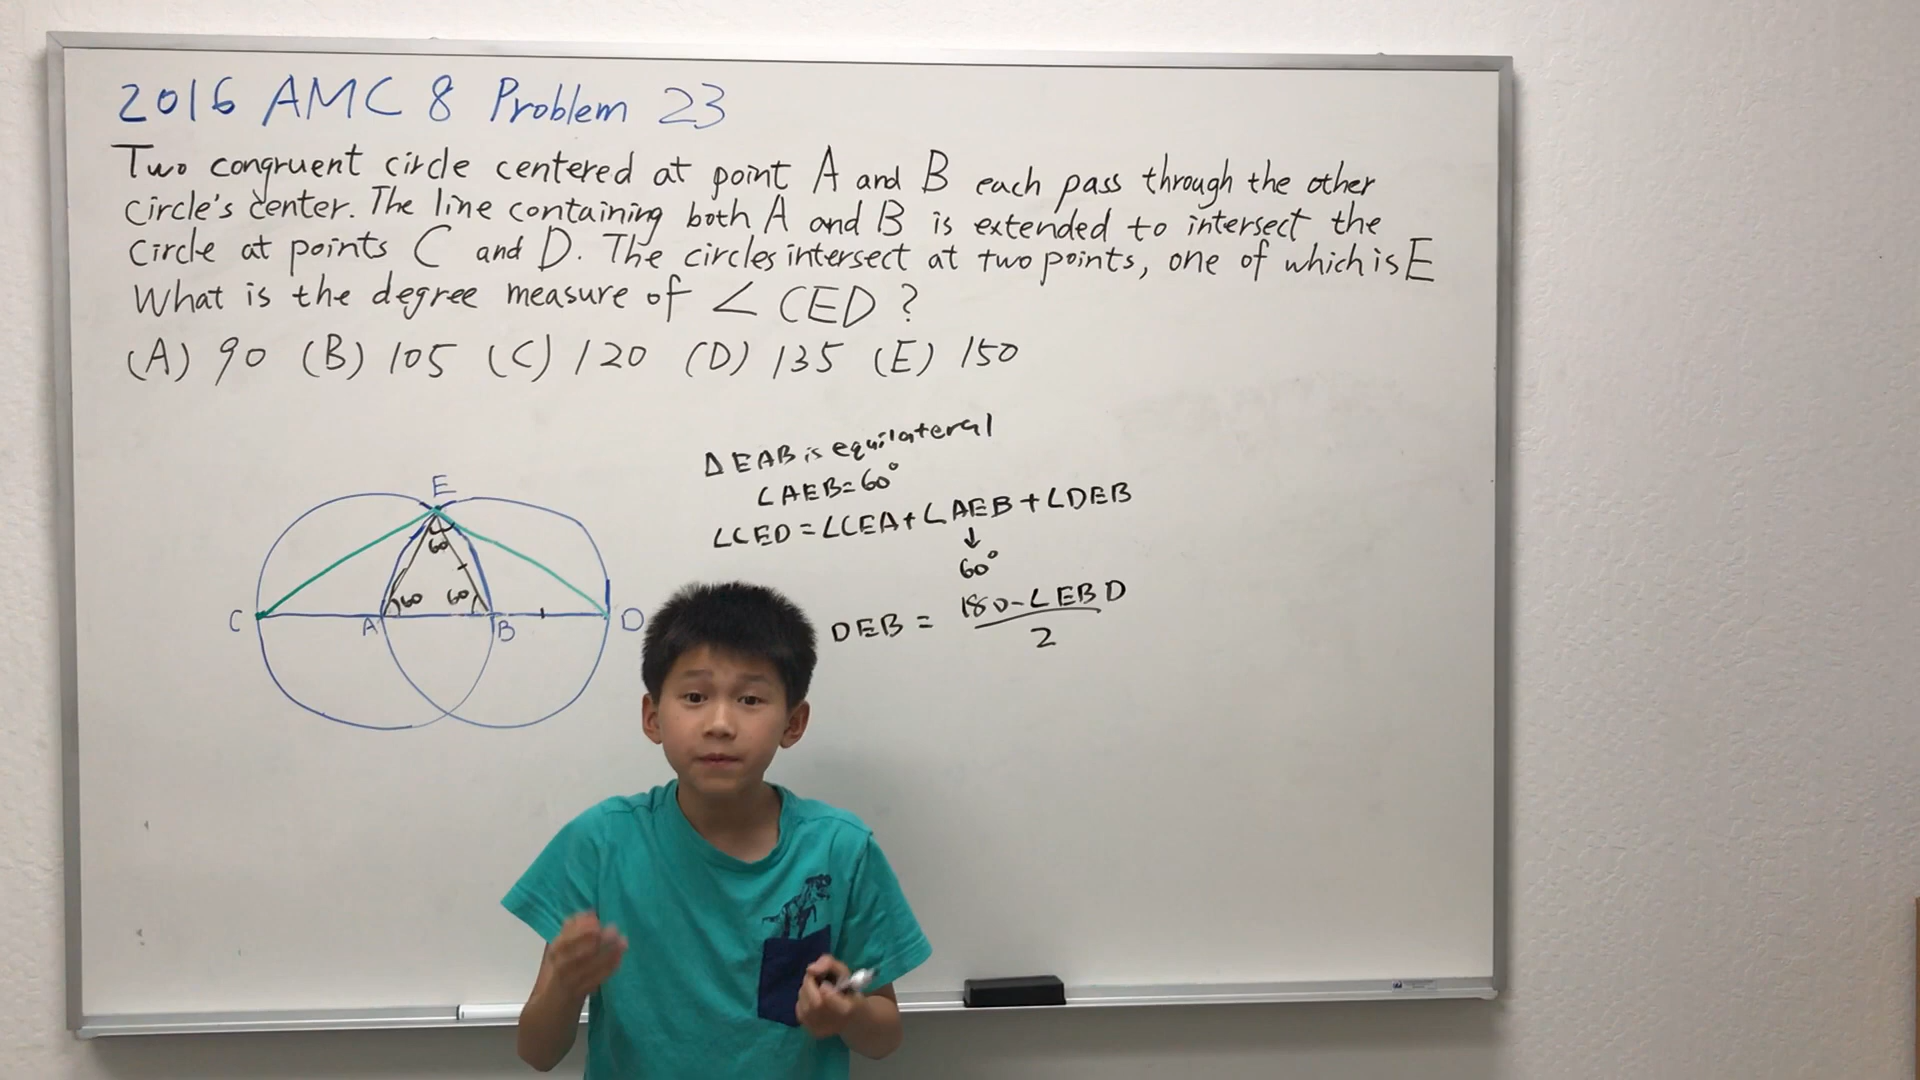 2016 AMC 8 Problem 23
Two congruent circle centered at point A and B each pass through the other
circle's center. The line containing both A and B is extended to intersect the
circle at points C and D. The circles intersect at two points, one of which is E
What is the degree measure of ∠CED?
(A) 90 (B) 105 (C) 120 (D) 135 (E) 150
Δ EAB is equilateral
∠AEB=60°
∠CED=∠CEA+∠AEB+∠DEB
↓
60°
DEB = 180-∠EBD
2
E
60
60 60
C A B D